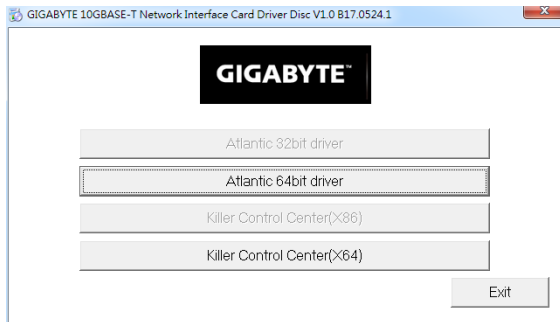 GIGABYTE 10GBASE-T Network Interface Card Driver Disc V1.0 B17.0524.1
GIGABYTE™
Atlantic 32bit driver
Atlantic 64bit driver
Killer Control Center(X86)
Killer Control Center(X64)
Exit